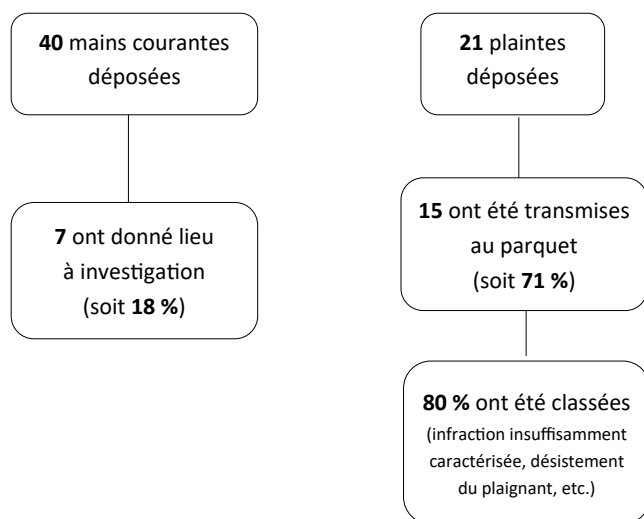 40 mains courantes
déposées
7 ont donné lieu
à investigation
(soit 18 %)
21 plaintes
déposées
15 ont été transmises
au parquet
(soit 71 %)
80 % ont été classées
(infraction insuffisamment
caractérisée, désistement
du plaignant, etc.)